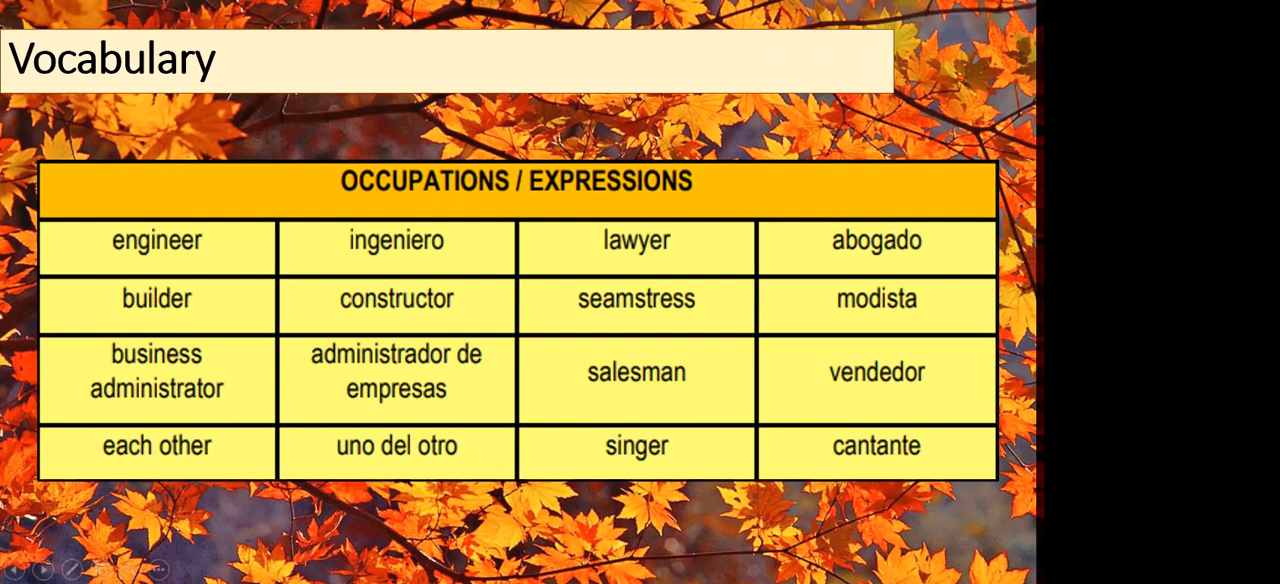 Vocabulary
OCCUPATIONS / EXPRESSIONS
engineer ingeniero lawyer abogado
builder constructor seamstress modista
business administrator administrador de empresas salesman vendedor
each other uno del otro singer cantante